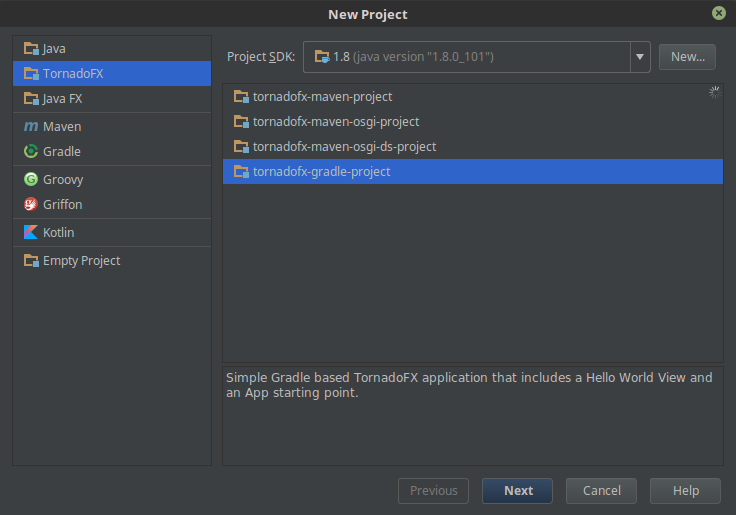 New Project
Java
TornadoFX
Java FX
Maven
Gradle
Groovy
Griffon
Kotlin
Empty Project
Project SDK: 1.8 (java version "1.8.0_101") New...
tornadofx-maven-project
tornadofx-maven-osgi-project
tornadofx-maven-osgi-ds-project
tornadofx-gradle-project
Simple Gradle based TornadoFX application that includes a Hello World View and
an App starting point.
Previous Next Cancel Help